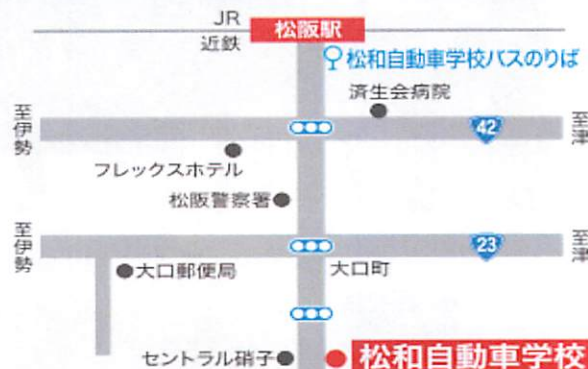 JR
松阪駅
近鉄
松和自動車学校バスのりば
済生会病院
至伊勢
42
至津
フレックスホテル
松阪警察署
至伊勢
23
至津
大口郵便局
大口町
セントラル硝子
松和自動車学校